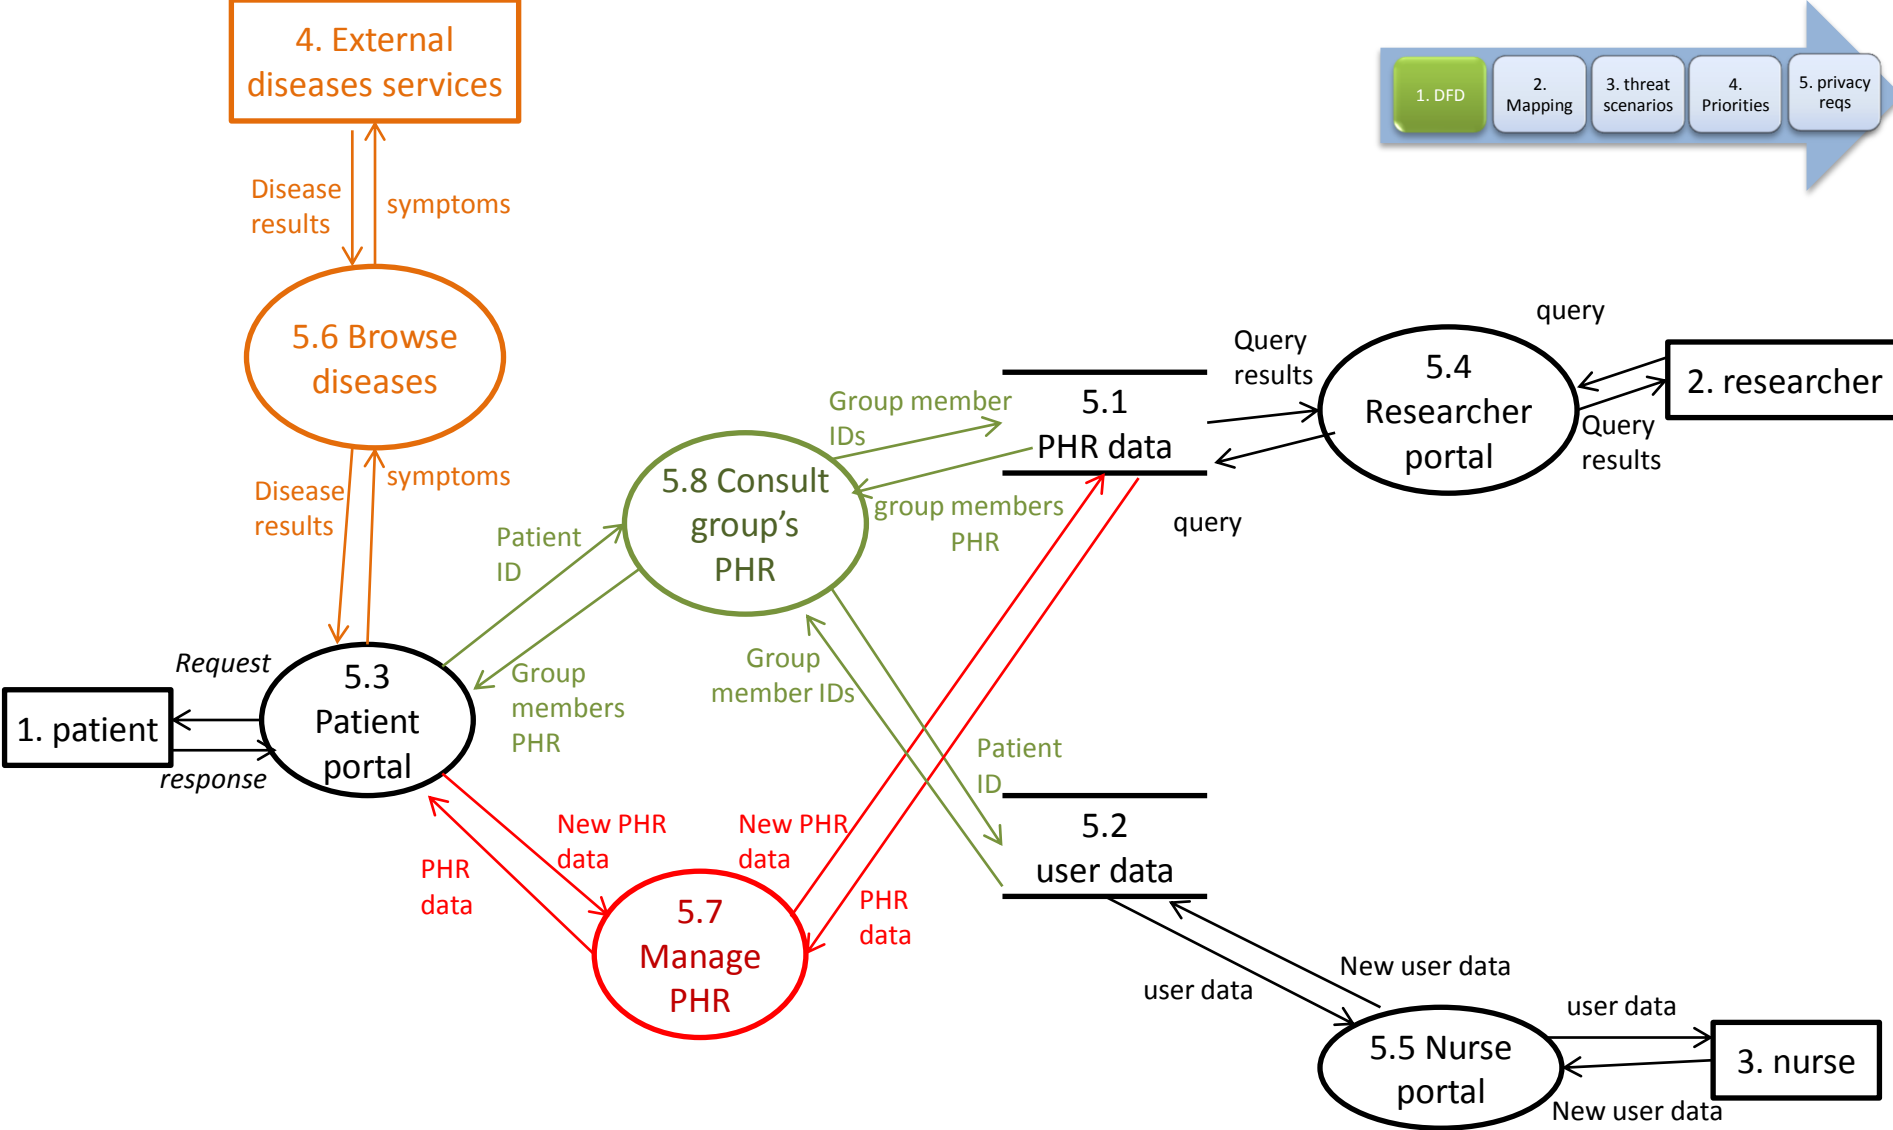 4. External
diseases services
1. DFD
2.
Mapping
3. threat
scenarios
4.
Priorities
5. privacy
reqs
Disease
results
symptoms
5.6 Browse
diseases
Disease
results
symptoms
query
Query
results
5.4
Researcher
portal
2. researcher
Query
results
5.1
PHR data
query
Group member
IDs
group members
PHR
5.8 Consult
group's
PHR
Patient
ID
Group
members
PHR
Group
member IDs
Patient
ID
Request
1. patient
response
5.3
Patient
portal
New PHR
data
PHR
data
New PHR
data
PHR
data
5.7
Manage
PHR
5.2
user data
New user data
user data
user data
5.5 Nurse
portal
3. nurse
New user data